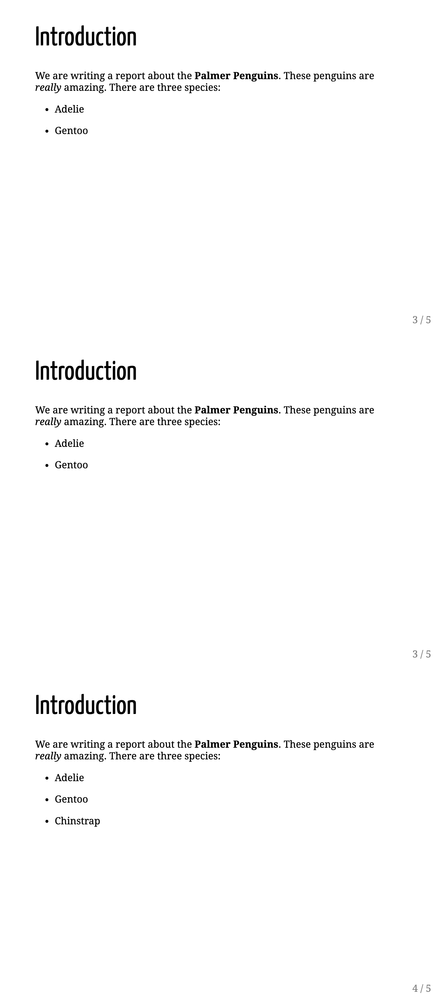 Introduction
We are writing a report about the Palmer Penguins. These penguins are
really amazing. There are three species:
• Adelie
• Gentoo
3 / 5
Introduction
We are writing a report about the Palmer Penguins. These penguins are
really amazing. There are three species:
• Adelie
• Gentoo
3 / 5
Introduction
We are writing a report about the Palmer Penguins. These penguins are
really amazing. There are three species:
• Adelie
• Gentoo
• Chinstrap
4 / 5